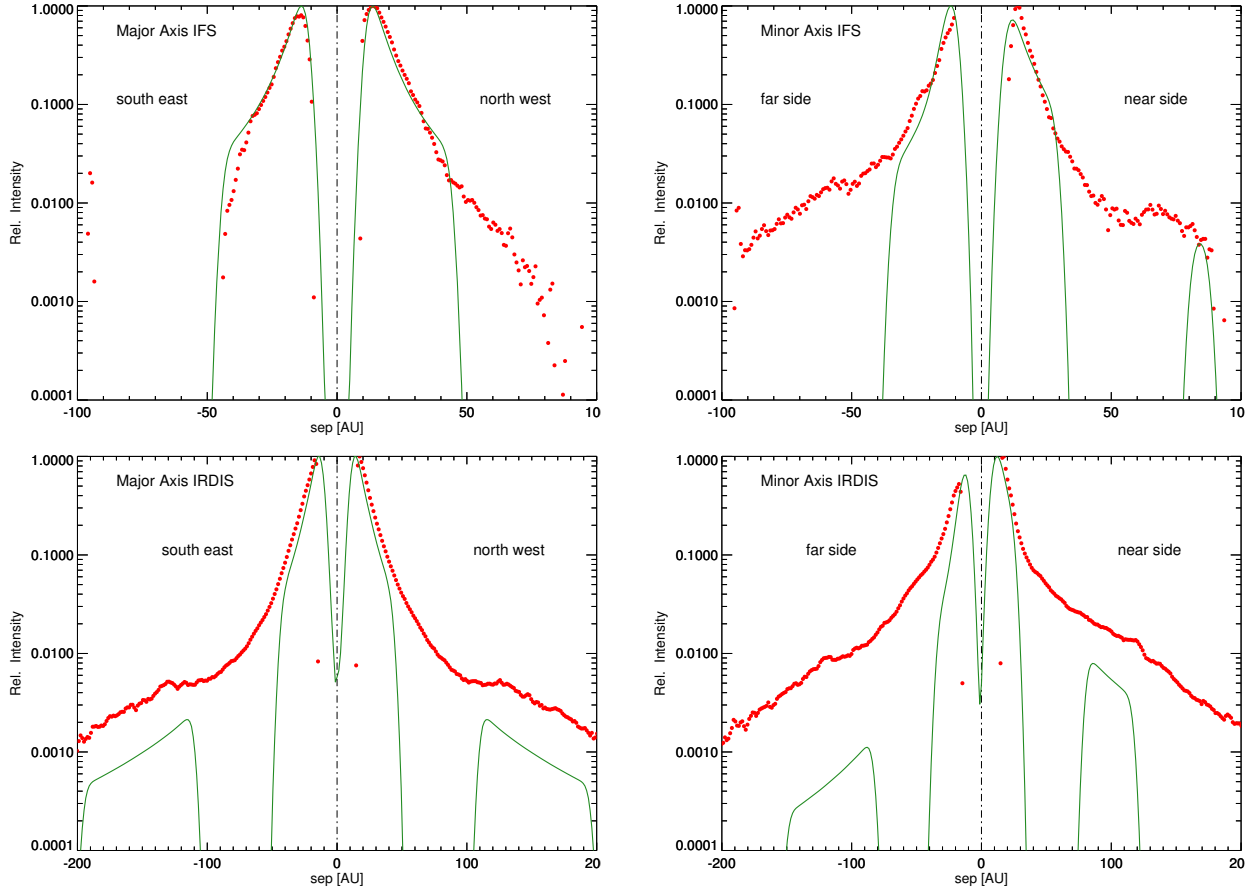 Major Axis IFS
south east
north west
Rel. Intensity
1.0000
0.1000
0.0100
0.0010
0.0001
-100
-50
0
50
10
sep [AU]
Minor Axis IFS
far side
near side
Rel. Intensity
1.0000
0.1000
0.0100
0.0010
0.0001
-100
-50
0
50
10
sep [AU]
Major Axis IRDIS
south east
north west
Rel. Intensity
1.0000
0.1000
0.0100
0.0010
0.0001
-200
-100
0
100
20
sep [AU]
Minor Axis IRDIS
far side
near side
Rel. Intensity
1.0000
0.1000
0.0100
0.0010
0.0001
-200
-100
0
100
20
sep [AU]